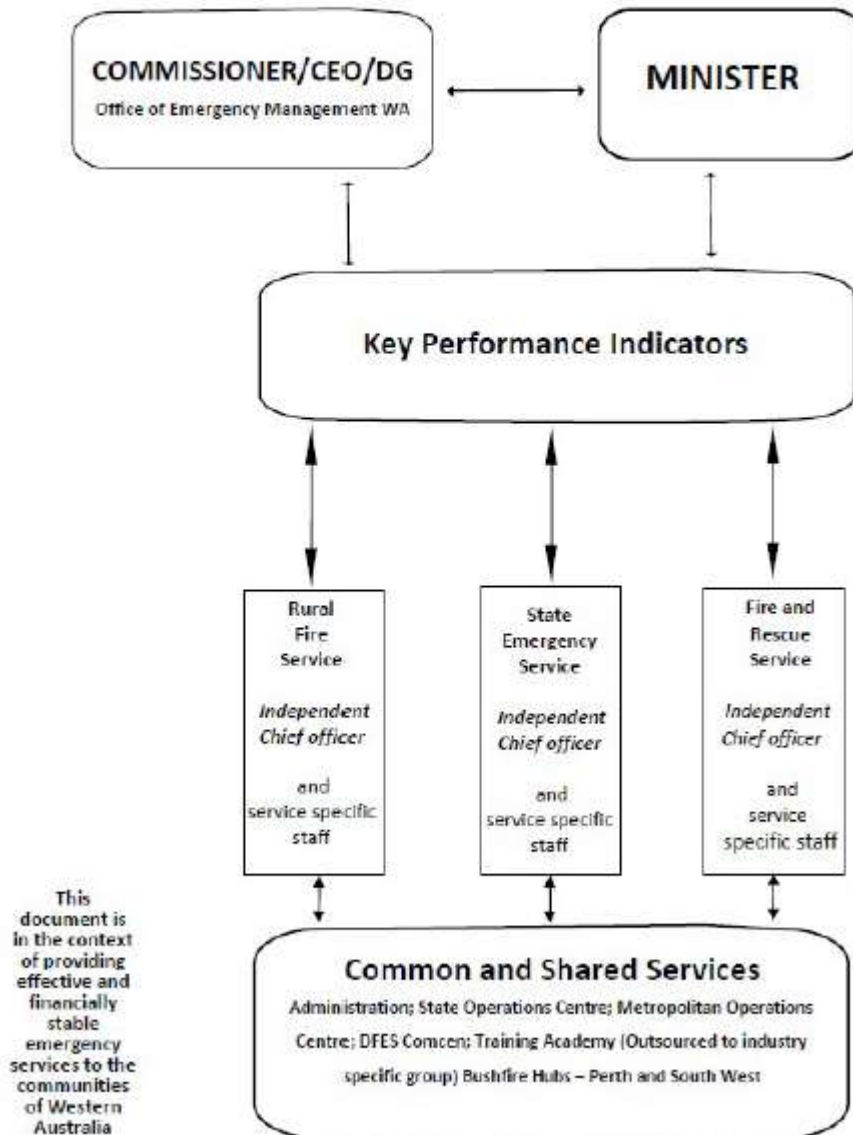 COMMISSIONER/CEO/DG
Office of Emergency Management WA
MINISTER
Key Performance Indicators
Rural
Fire
Service
Independent
Chief officer
and
service specific
staff
State
Emergency
Service
Independent
Chief officer
and
service specific
staff
Fire and
Rescue
Service
Independent
Chief officer
and
service
specific staff
This
document is
in the context
of providing
effective and
financially
stable
emergency
services to the
communities
of Western
Australia
Common and Shared Services
Administration; State Operations Centre; Metropolitan Operations
Centre; DFES Comcen; Training Academy (Outsourced to industry
specific group) Bushfire Hubs – Perth and South West